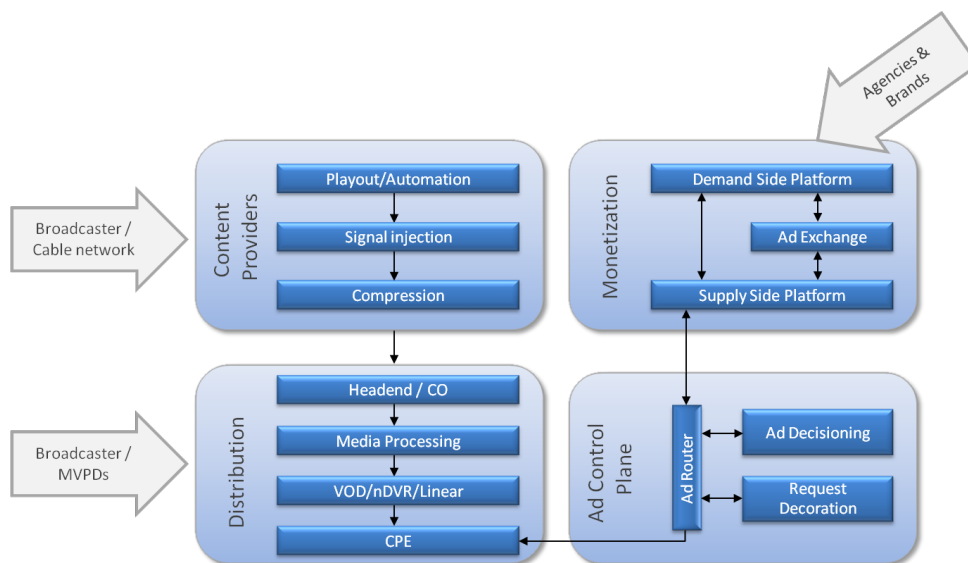 Agencies &
Brands
Broadcaster /
Cable network
Content
Providers
Playout/Automation
Signal injection
Compression
Monetization
Demand Side Platform
Ad Exchange
Supply Side Platform
Broadcaster /
MVPDs
Distribution
Headend / CO
Media Processing
VOD/nDVR/Linear
CPE
Ad Control
Plane
Ad Router
Ad Decisioning
Request
Decoration